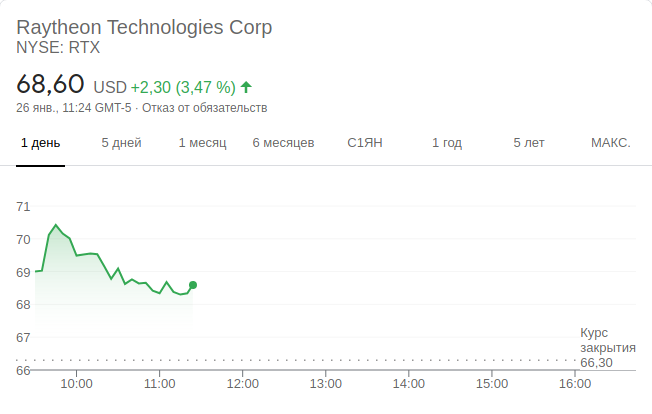 Raytheon Technologies Corp
NYSE: RTX
68,60 USD +2,30 (3,47 %)
26 янв., 11:24 GMT-5 · Отказ от обязательств
1 день 5 дней 1 месяц 6 месяцев С1ЯН 1 год 5 лет МАКС.
71
70
69
68
67
66
Курс
закрытия
66,30
10:00 11:00 12:00 13:00 14:00 15:00 16:00